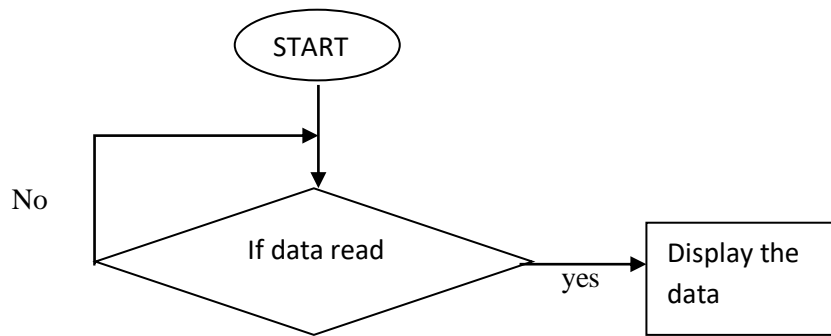 START
No
If data read
yes
Display the
data